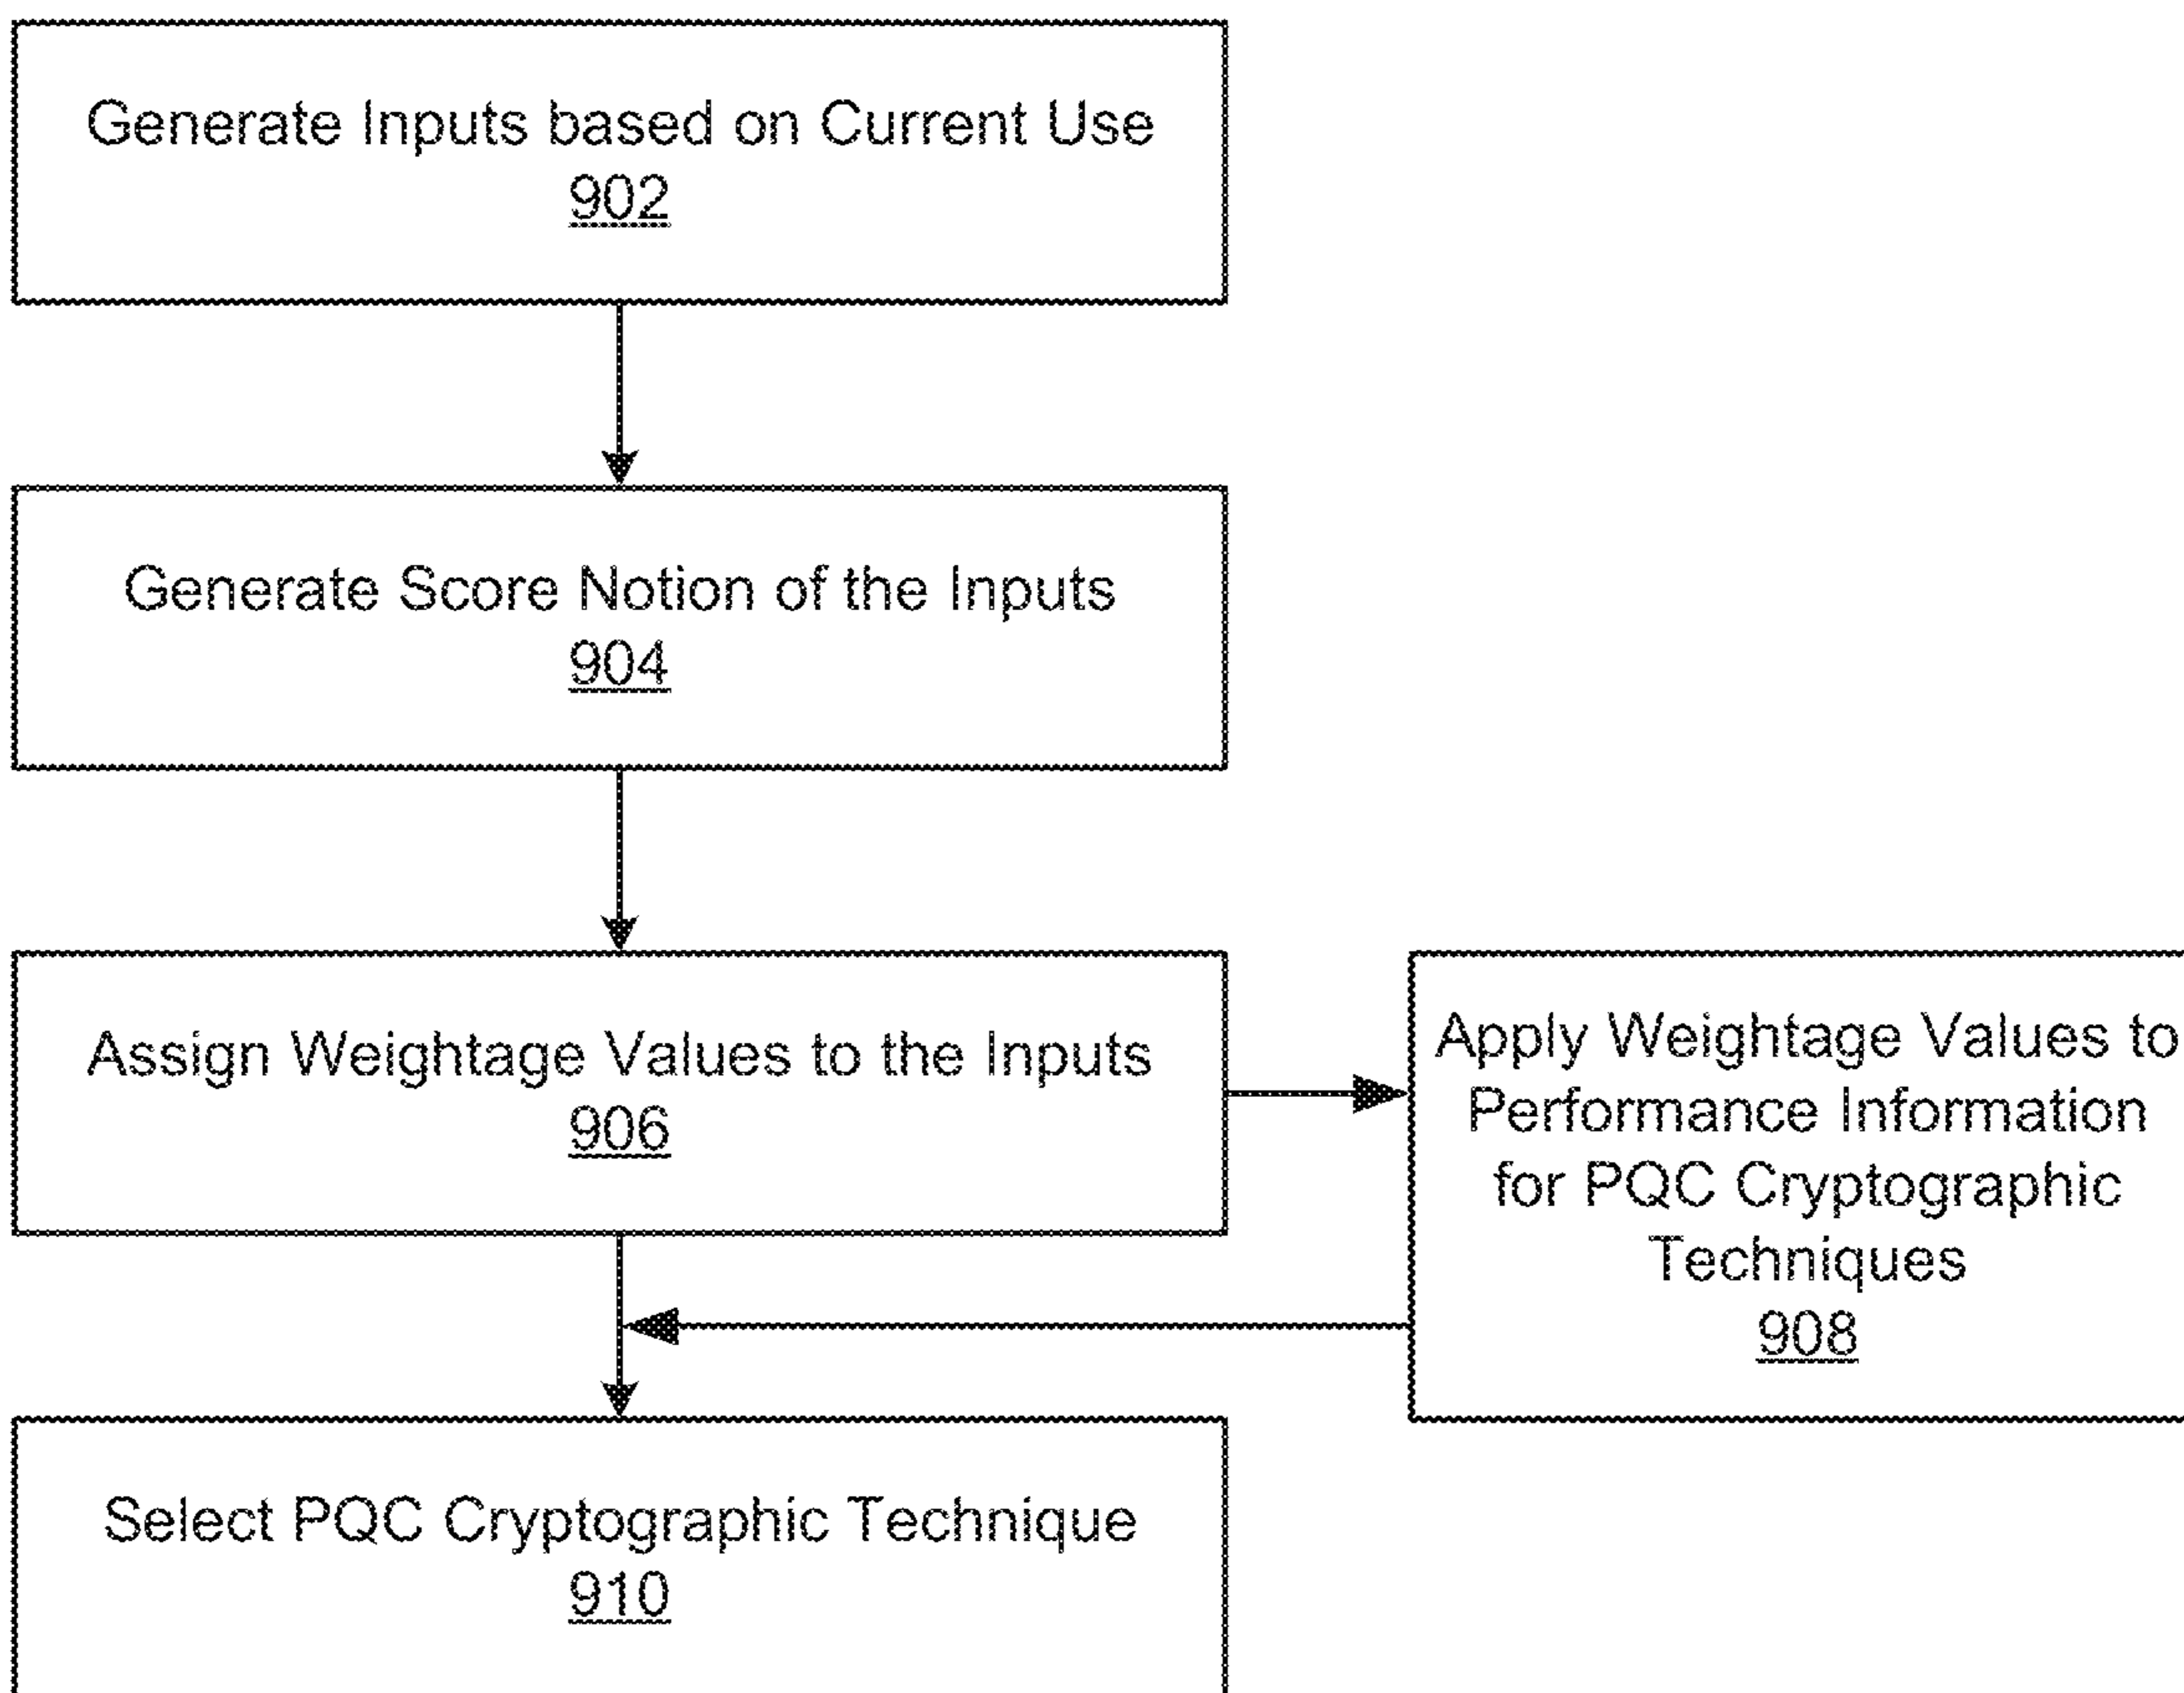 Generate Inputs based on Current Use
902
Generate Score Notion of the Inputs
904
Assign Weightage Values to the Inputs
906
Apply Weightage Values to
Performance Information
for PQC Cryptographic
Techniques
908
Select PQC Cryptographic Technique
910